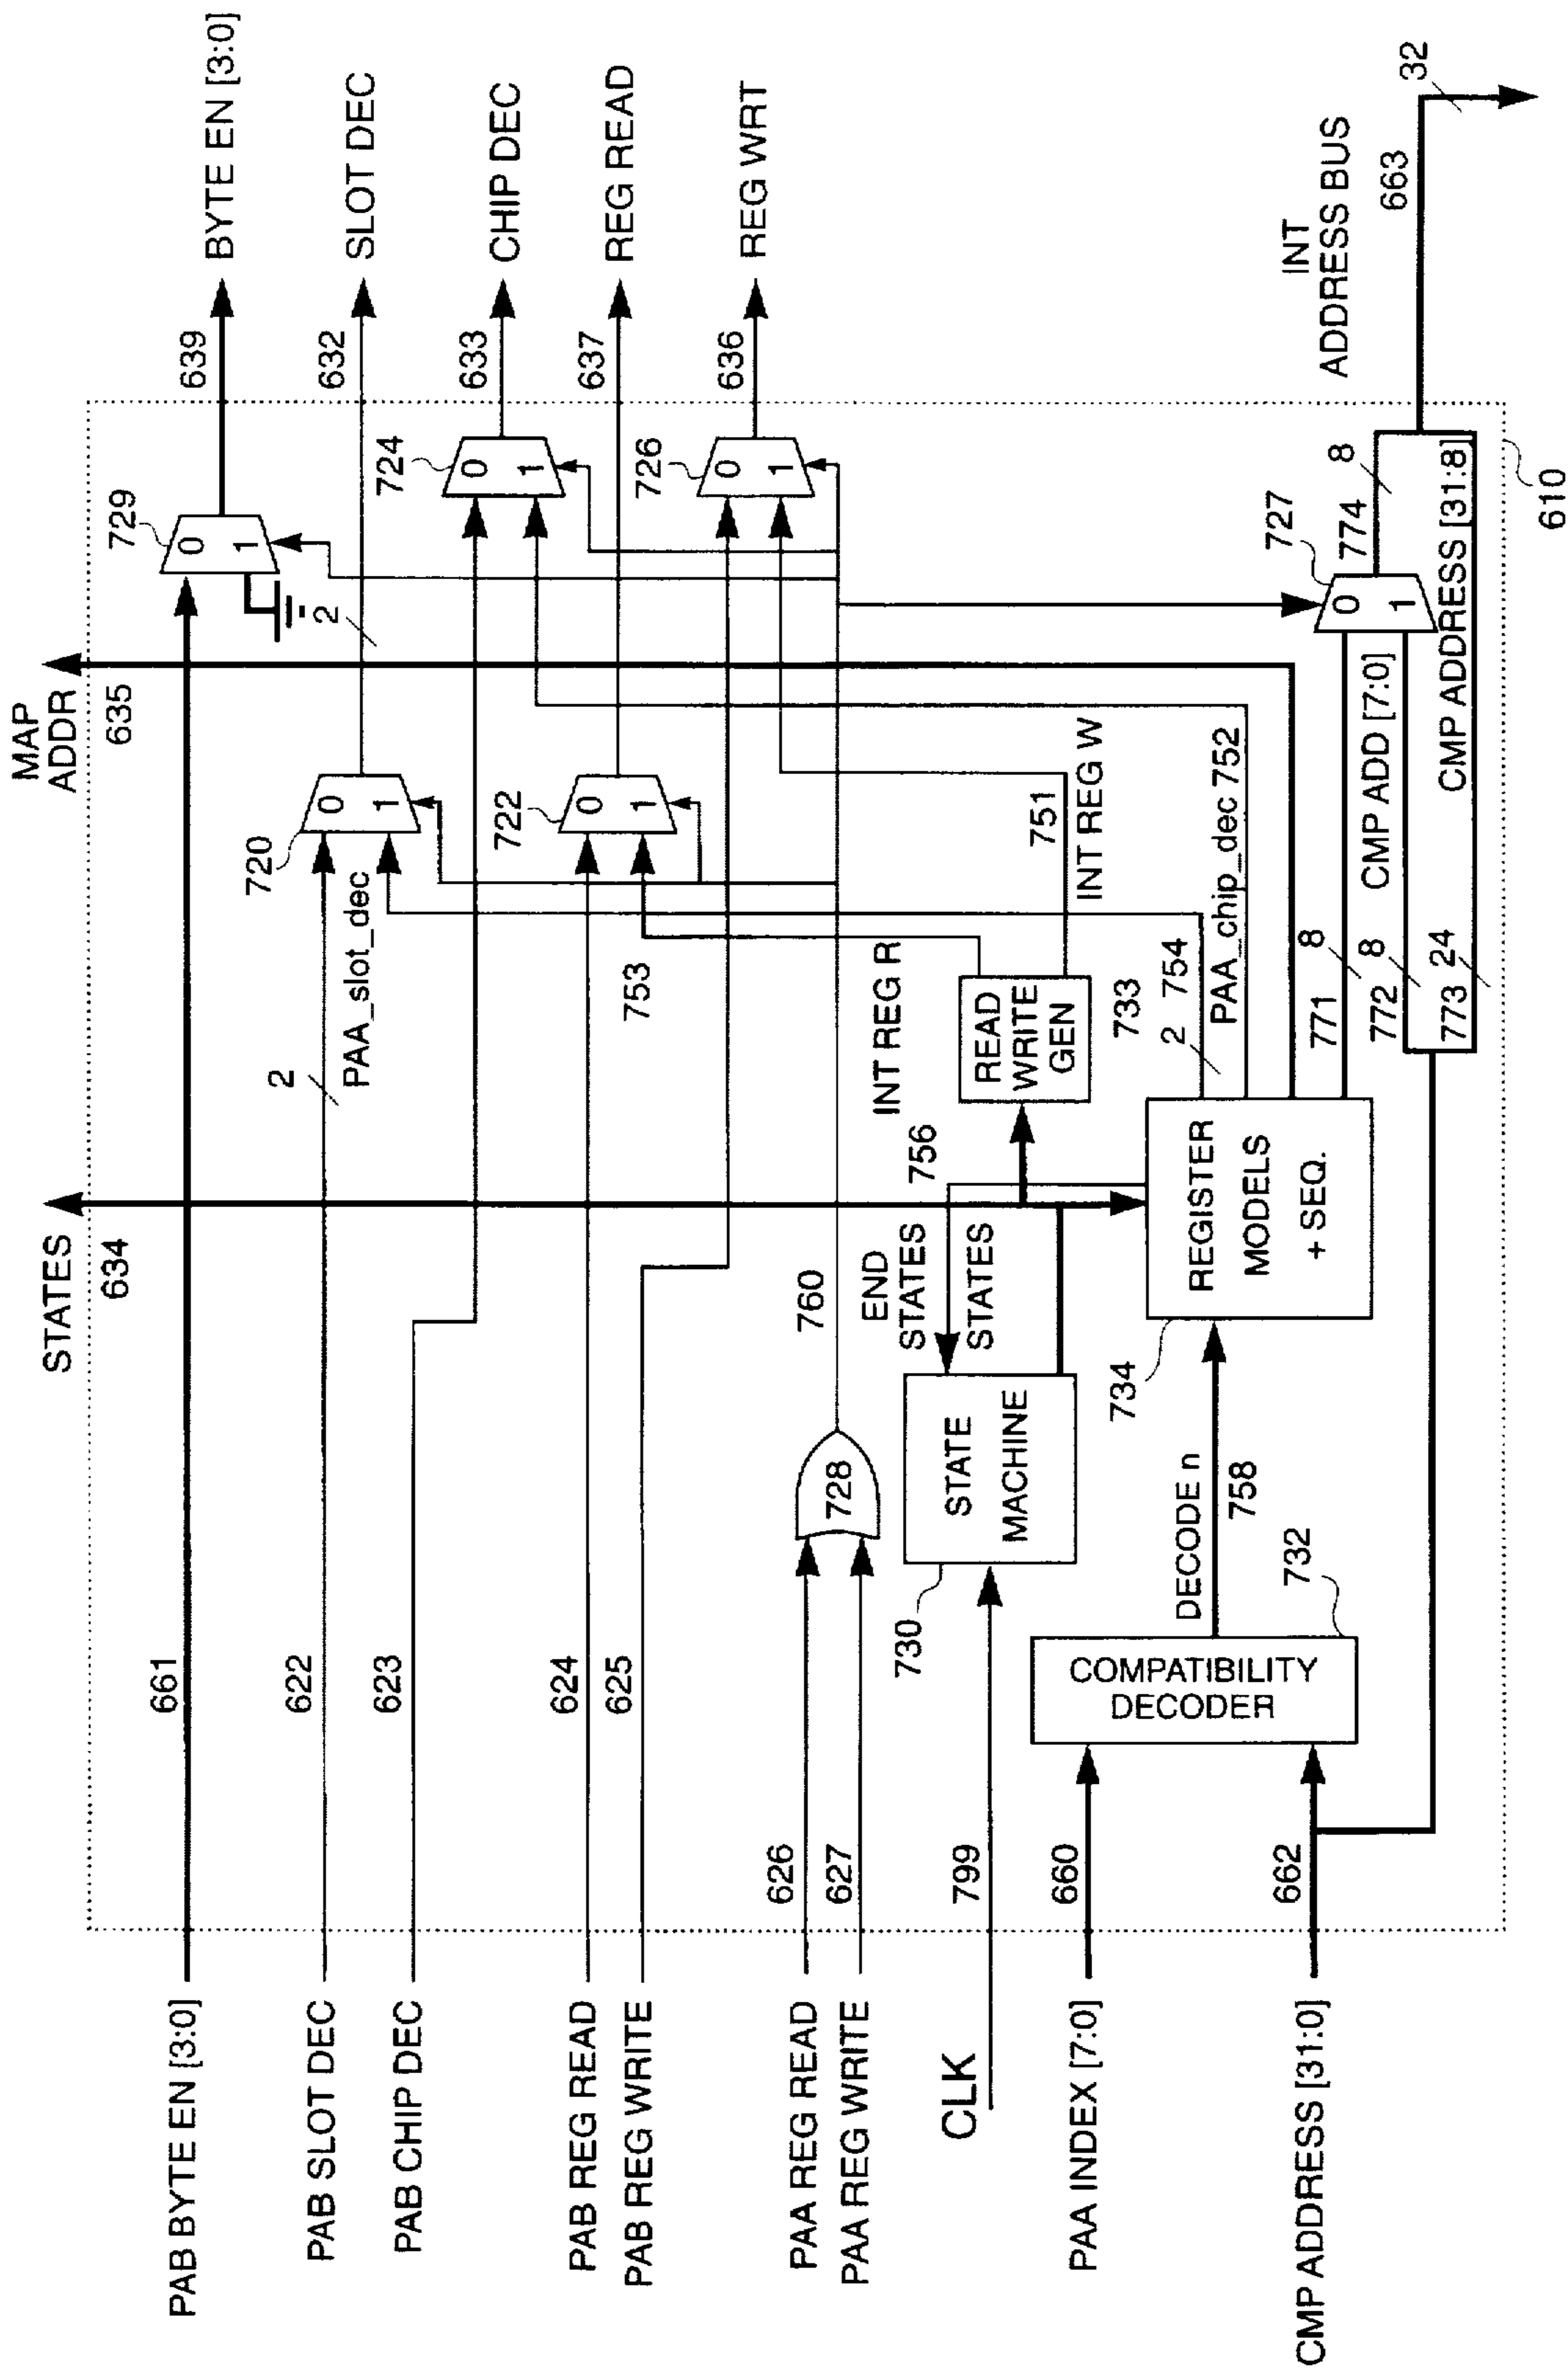 STATES
634
MAP
ADDR
635
PAB BYTE EN [3:0]
661
729
0
1
639
BYTE EN [3:0]
PAB SLOT DEC
622
2
PAA_slot_dec
720
0
1
2
632
SLOT DEC
PAB CHIP DEC
623
724
0
1
633
CHIP DEC
PAB REG READ
624
753
722
0
1
637
REG READ
PAB REG WRITE
625
726
0
1
636
REG WRT
PAA REG READ
626
PAA REG WRITE
627
728
760
CLK
799
730
STATE
MACHINE
END
STATES
STATES
756
INT REG R
READ
WRITE
GEN
733
751
INT REG W
PAA INDEX [7:0]
660
CMP ADDRESS [31:0]
662
COMPATIBILITY
DECODER
732
DECODE n
758
734
REGISTER
MODELS
+ SEQ.
2
754
PAA_chip_dec 752
771
8
772
8
CMP ADD [7:0]
773
24
CMP ADDRESS [31:8]
727
0
1
774
8
INT
ADDRESS BUS
663
32
610